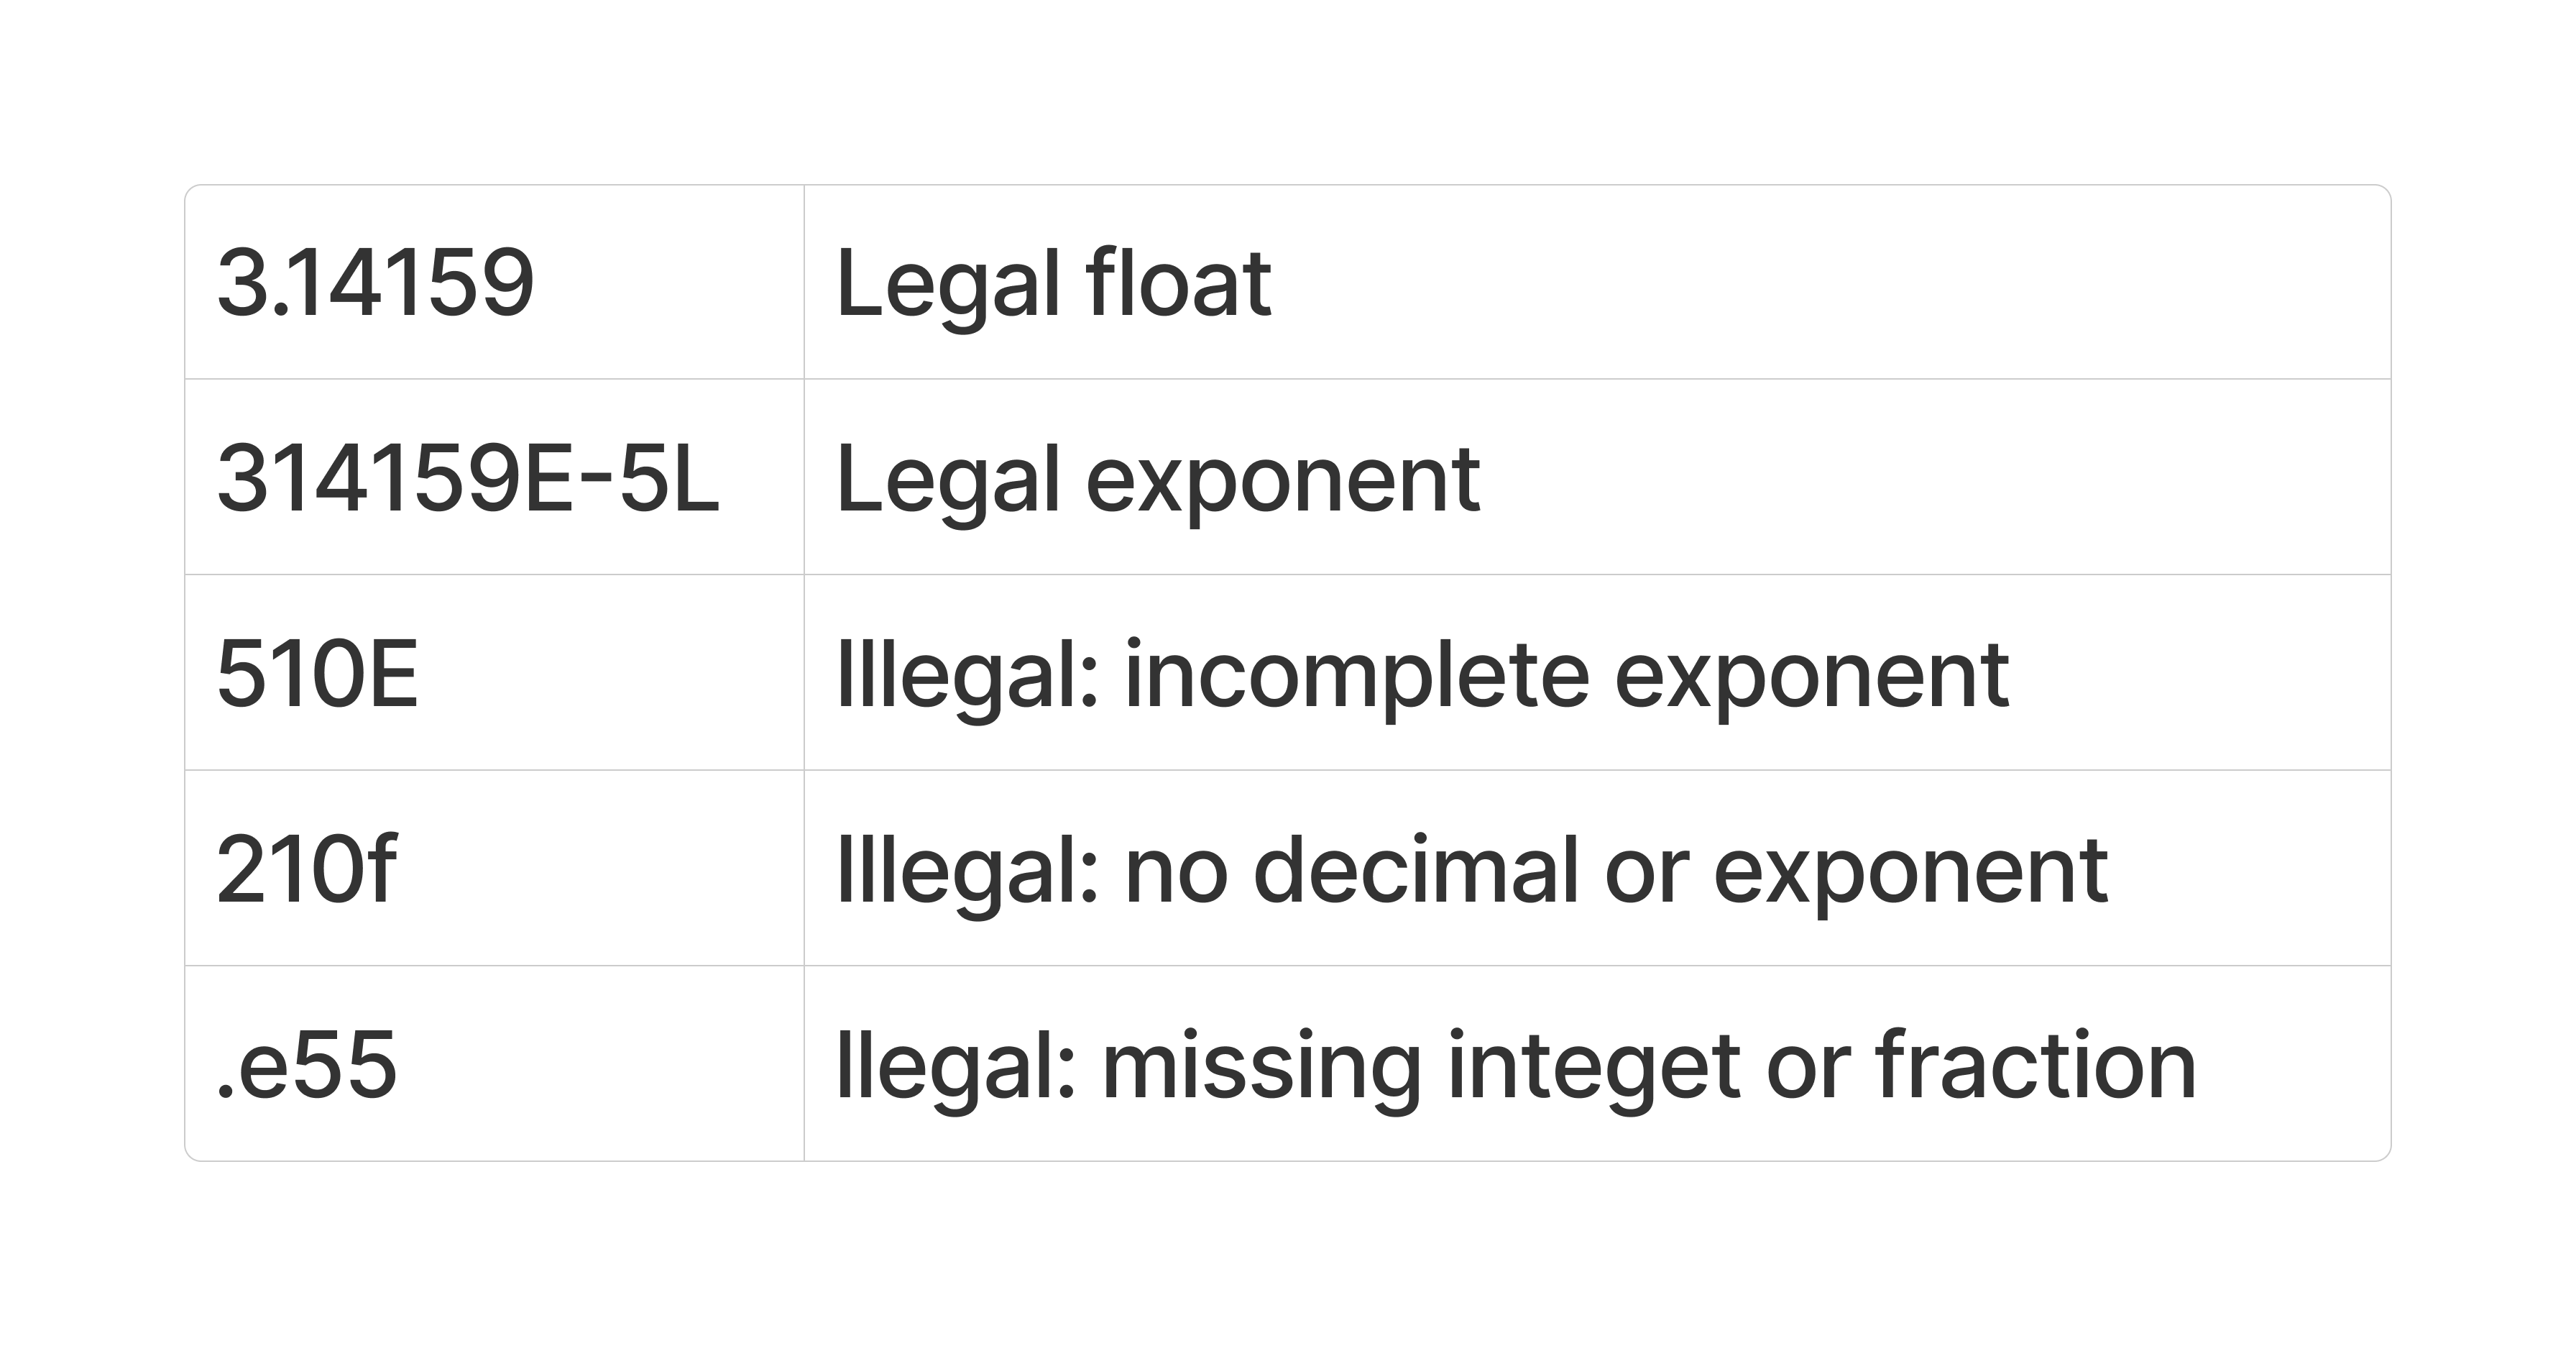 3.14159 Legal float
314159E-5L Legal exponent
510E Illegal: incomplete exponent
210f Illegal: no decimal or exponent
.e55 Ilegal: missing integet or fraction